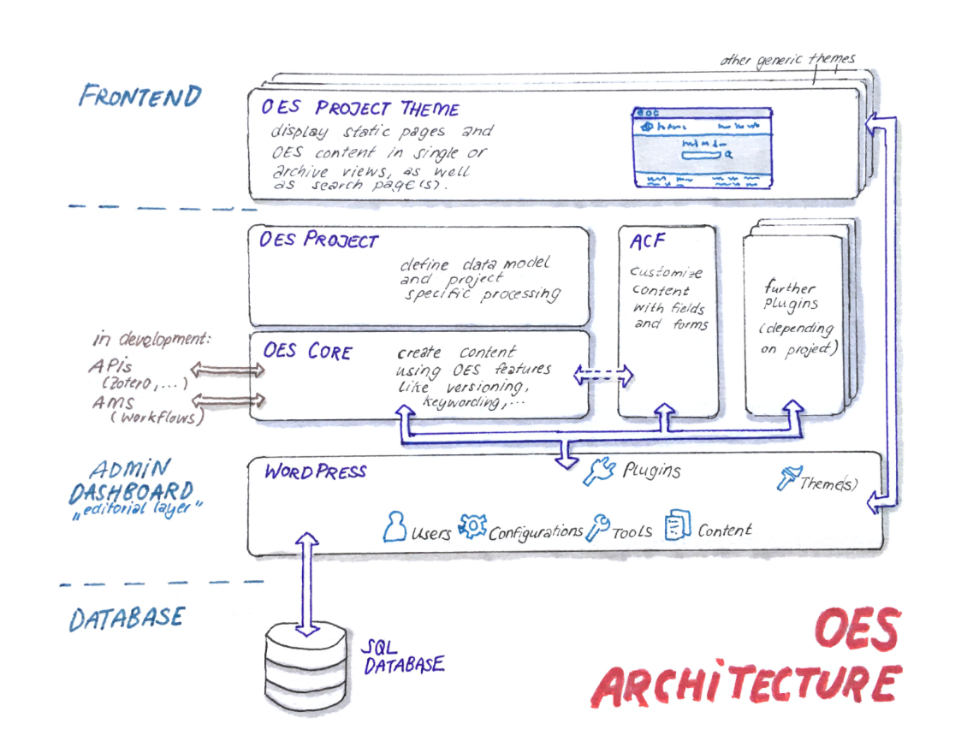 other generic themes
FRONTEND
OES PROJECT THEME
display static pages and
OES content in single or
archive views, as well
as search page(s).
OES PROJECT
define data model
and project
specific processing
ACF
customize
content
with fields
and forms
further
plugins
(depending
on project)
in development:
APIs
(Zotero, ...)
AMS
(workflows)
OES CORE
create content
using OES features
like versioning,
keywording, ...
ADMIN
DASHBOARD
„editorial layer"
WORDPRESS
Plugins
Theme(s)
Users
Configurations
Tools
Content
DATABASE
SQL
DATABASE
OES
ARCHITECTURE